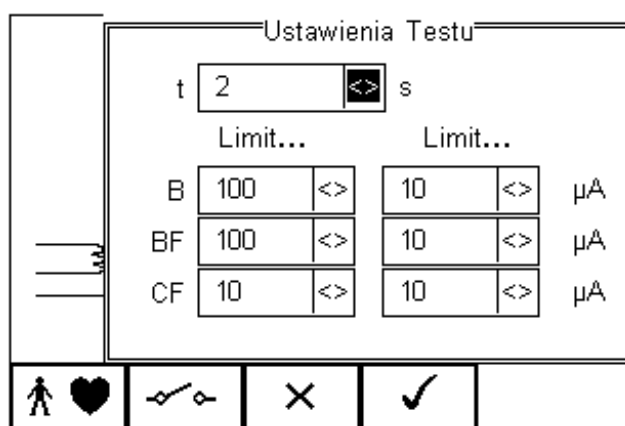 Ustawienia Testu
t 2 <> s
Limit... Limit...
B 100 <> 10 <> µA
BF 100 <> 10 <> µA
CF 10 <> 10 <> µA